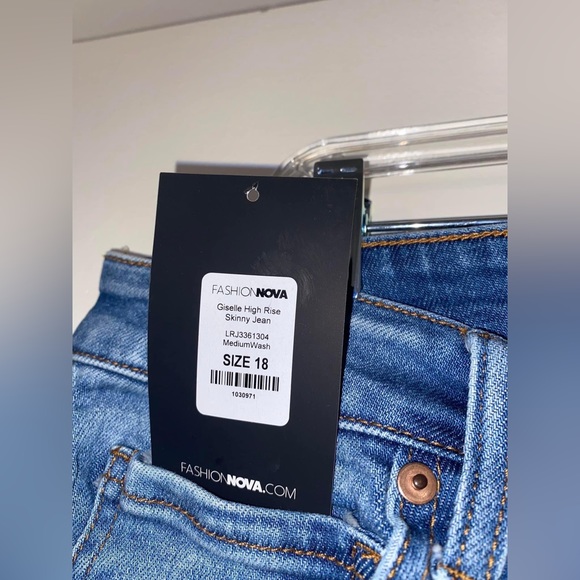 FASHIONNOVA
Giselle High Rise
Skinny Jean
LRJ3361304
MediumWash
SIZE 18
1030971
FASHIONNOVA.COM